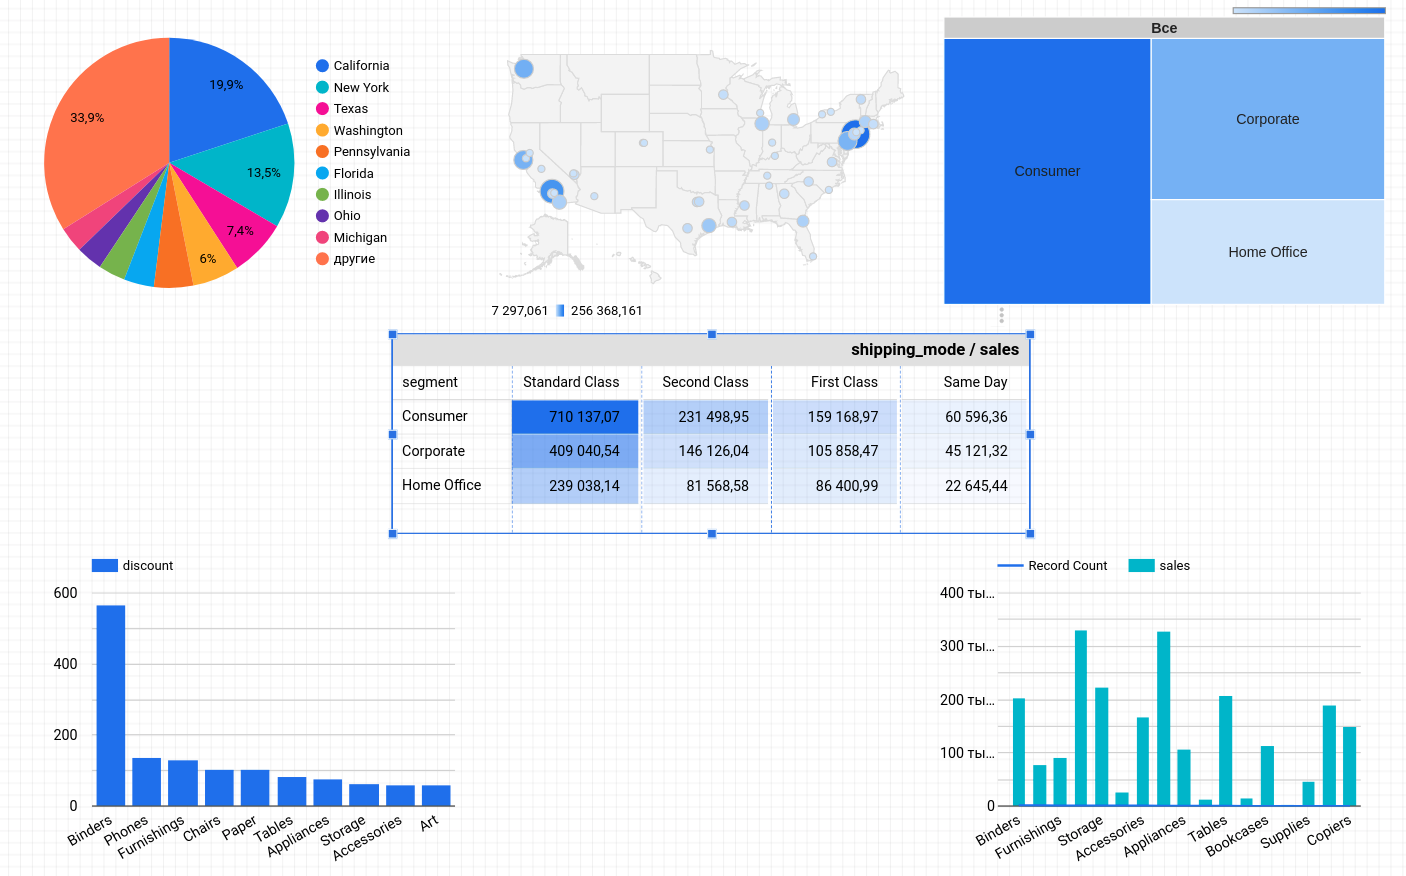 19,9%
13,5%
7,4%
6%
33,9%
California
New York
Texas
Washington
Pennsylvania
Florida
Illinois
Ohio
Michigan
другие
7 297,061 256 368,161
Все
Consumer
Corporate
Home Office
shipping_mode / sales
segment Standard Class Second Class First Class Same Day
Consumer 710 137,07 231 498,95 159 168,97 60 596,36
Corporate 409 040,54 146 126,04 105 858,47 45 121,32
Home Office 239 038,14 81 568,58 86 400,99 22 645,44
discount
600
400
200
0
Binders Phones Furnishings Chairs Paper Tables Appliances Storage Accessories Art
Record Count sales
400 ты...
300 ты...
200 ты...
100 ты...
0
Binders Furnishings Storage Accessories Appliances Tables Bookcases Supplies Copiers